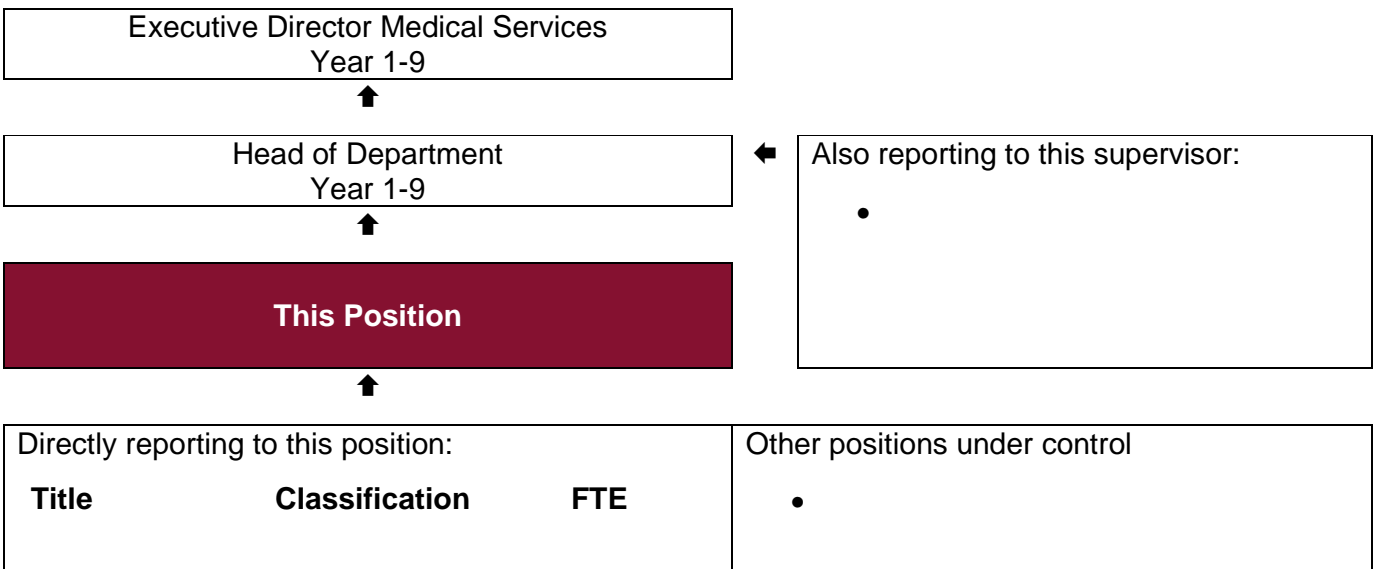 Executive Director Medical Services
Year 1-9
Head of Department
Year 1-9
Also reporting to this supervisor:
•
This Position
Directly reporting to this position:
Title Classification FTE
Other positions under control
•